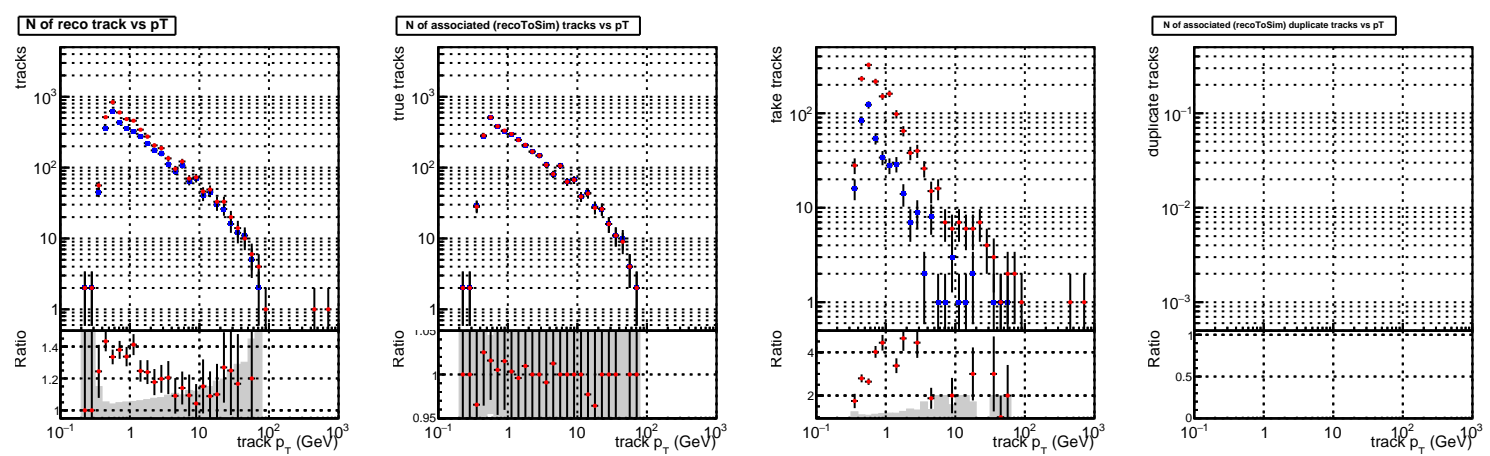 N of reco track vs pT
tracks
10³
10²
10
1
Ratio
1.4
1.2
1
10⁻¹ 1 10 10² 10³
track p_T (GeV)
N of associated (recoToSim) tracks vs pT
true tracks
10³
10²
10
1
Ratio
1.05
1
0.95
10⁻¹ 1 10 10² 10³
track p_T (GeV)
fake tracks
10²
10
1
Ratio
4
2
10⁻¹ 1 10 10² 10³
track p_T (GeV)
N of associated (recoToSim) duplicate tracks vs pT
duplicate tracks
10⁻¹
10⁻²
10⁻³
Ratio
1
0.5
0
10⁻¹ 1 10 10² 10³
track p_T (GeV)